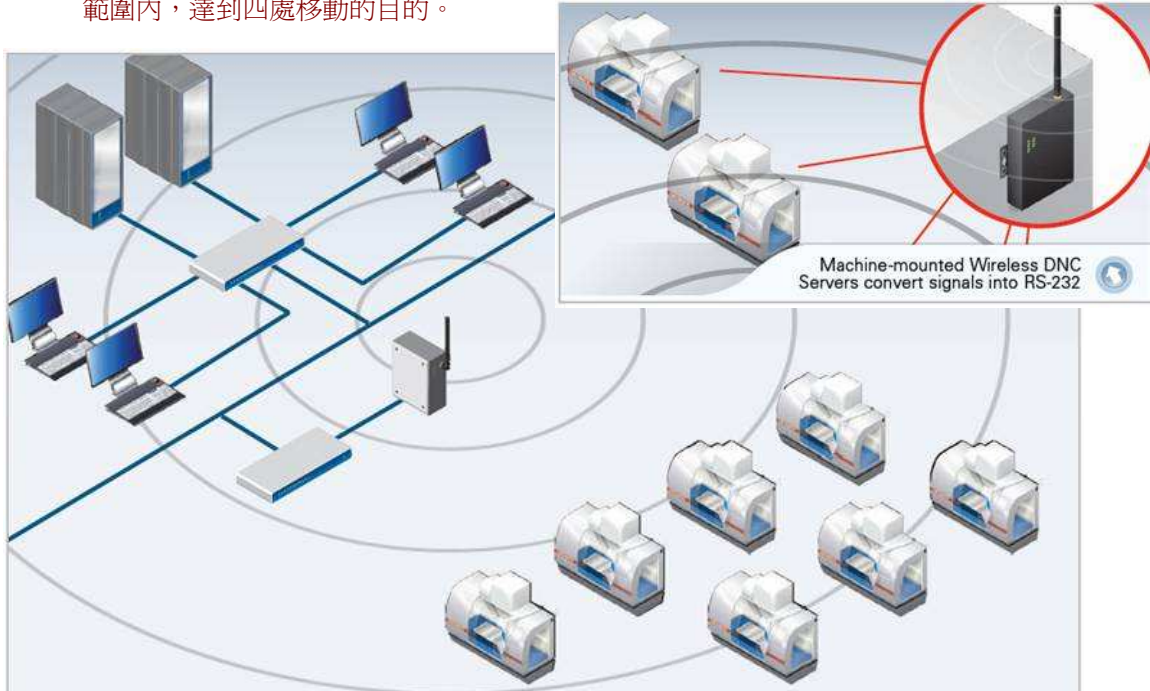 範圍內，達到四處移動的目的。
Machine-mounted Wireless DNC
Servers convert signals into RS-232